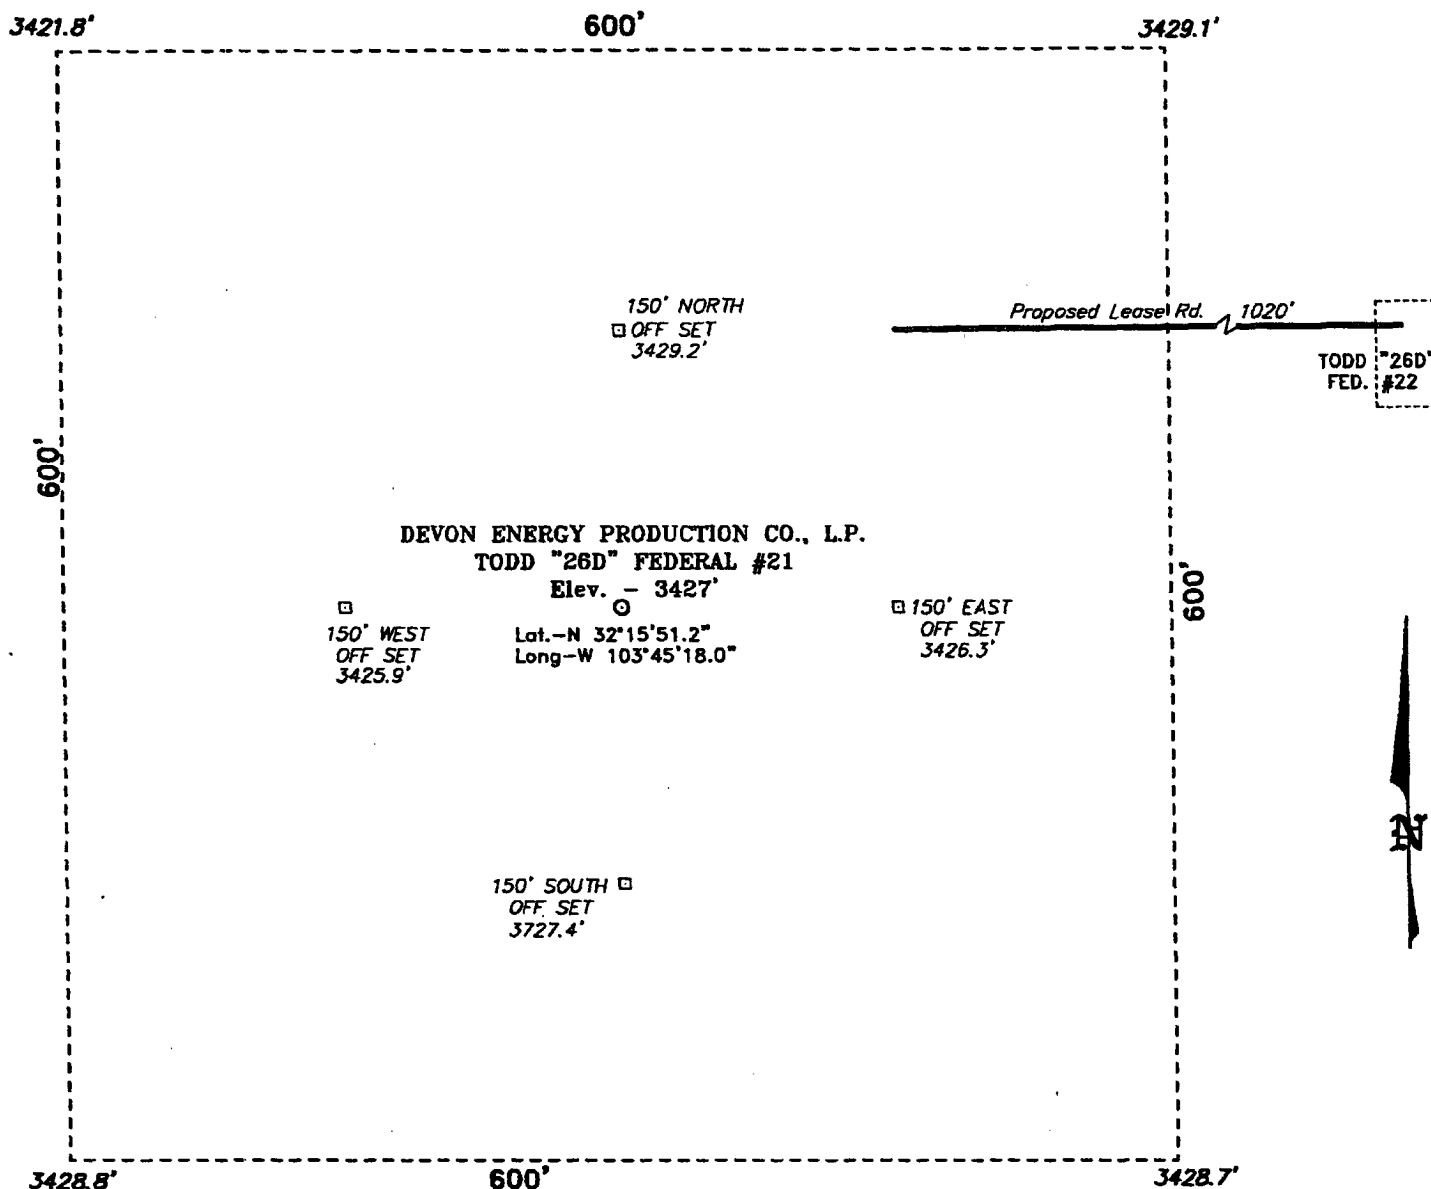 3421.8'
600'
3429.1'
150' NORTH
OFF SET
3429.2'
Proposed Lease Rd. 1020'
TODD "26D"
FED. #22
600'
DEVON ENERGY PRODUCTION CO., L.P.
TODD "26D" FEDERAL #21
Elev. - 3427'
Lat.-N 32°15'51.2"
Long-W 103°45'18.0"
150' WEST
OFF SET
3425.9'
150' EAST
OFF SET
3426.3'
600'
N
150' SOUTH
OFF SET
3727.4'
3428.8'
600'
3428.7'